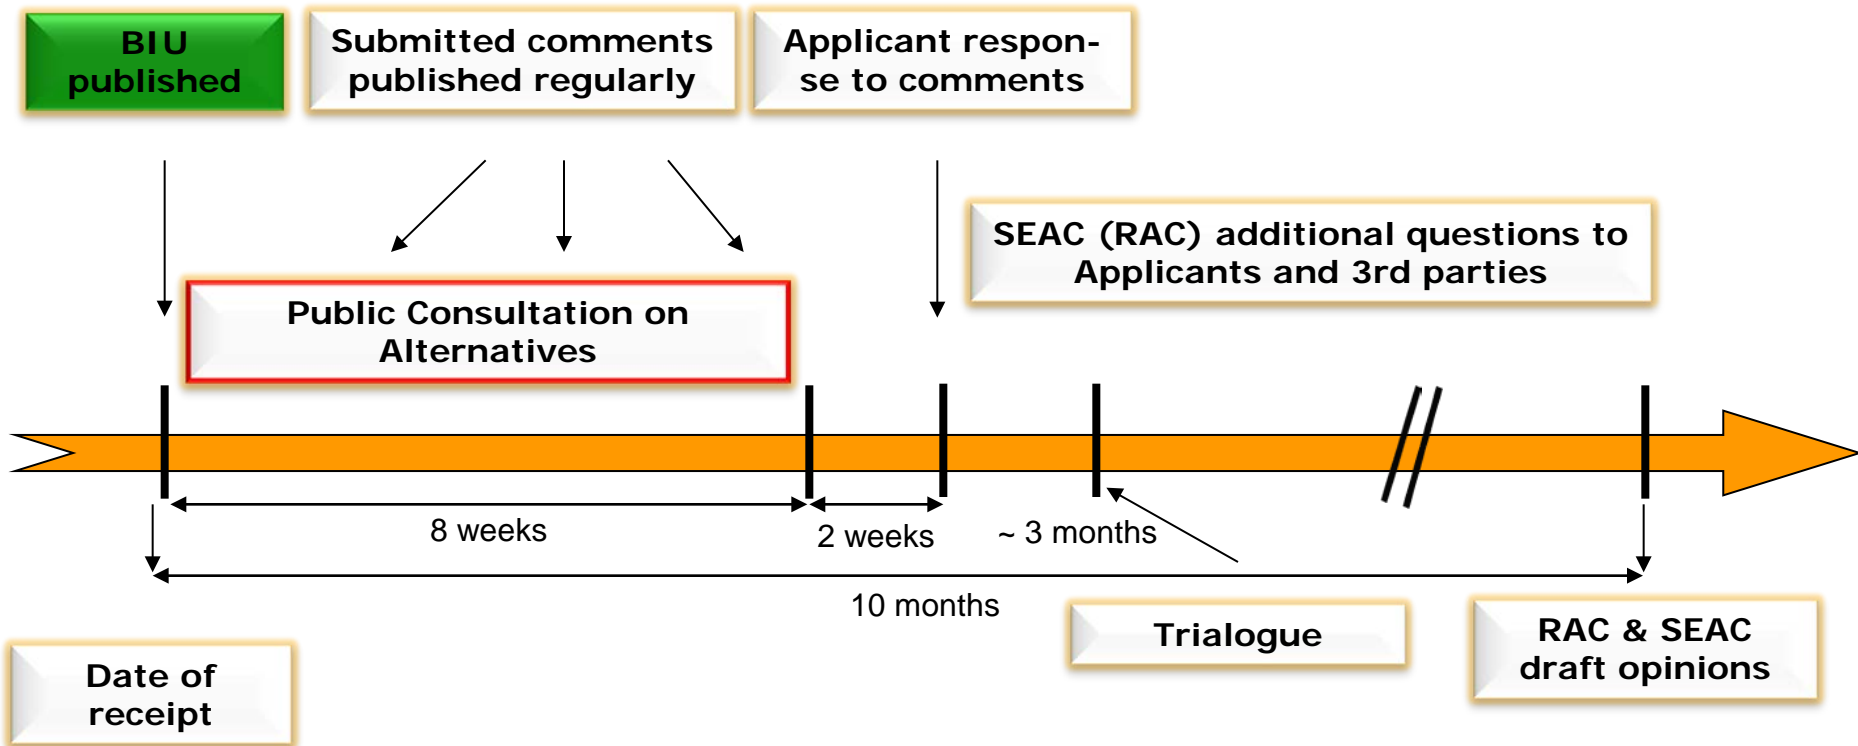 BIU
published
Submitted comments
published regularly
Applicant respon-
se to comments
SEAC (RAC) additional questions to
Applicants and 3rd parties
Public Consultation on
Alternatives
8 weeks
2 weeks
~ 3 months
10 months
Date of
receipt
Trialogue
RAC & SEAC
draft opinions